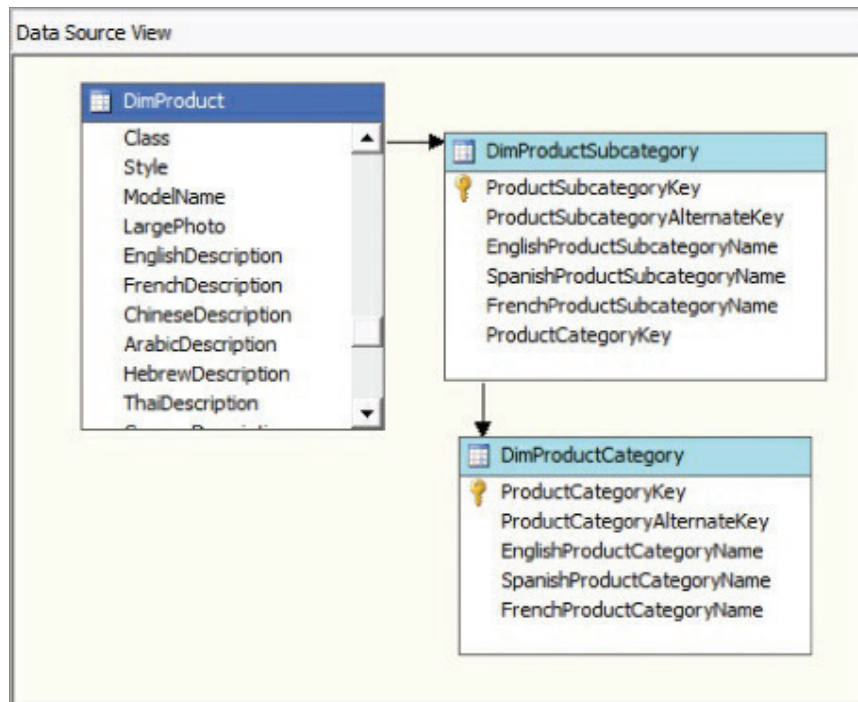 Data Source View
DimProduct
Class
Style
ModelName
LargePhoto
EnglishDescription
FrenchDescription
ChineseDescription
ArabicDescription
HebrewDescription
ThaiDescription
DimProductSubcategory
ProductSubcategoryKey
ProductSubcategoryAlternateKey
EnglishProductSubcategoryName
SpanishProductSubcategoryName
FrenchProductSubcategoryName
ProductCategoryKey
DimProductCategory
ProductCategoryKey
ProductCategoryAlternateKey
EnglishProductCategoryName
SpanishProductCategoryName
FrenchProductCategoryName